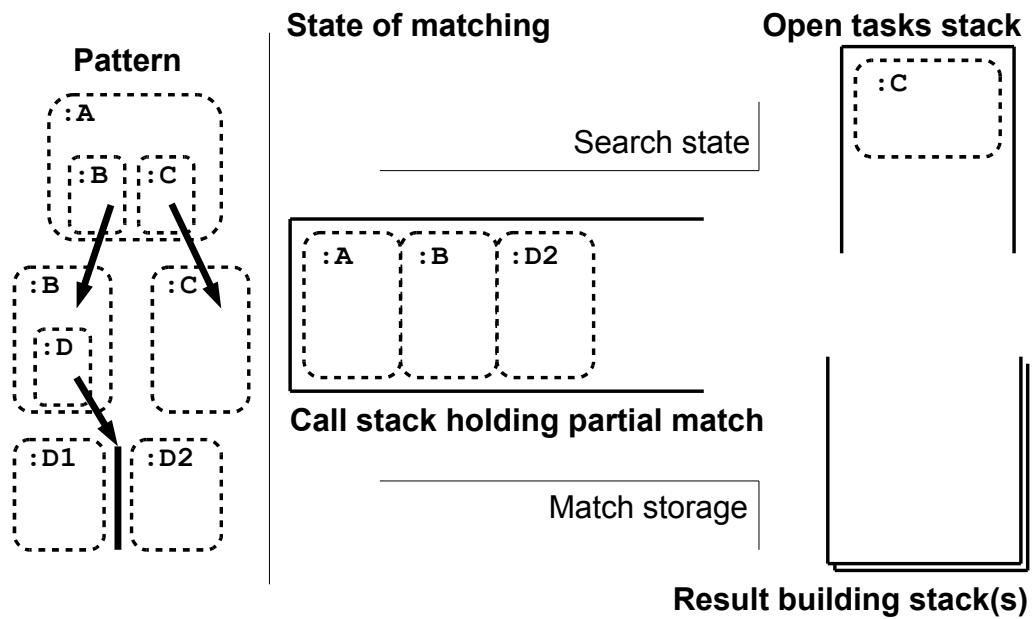 State of matching
Open tasks stack
Pattern
:A
:B :C
:C
Search state
:B :C
:D
:A :B :D2
Call stack holding partial match
:D1 :D2
Match storage
Result building stack(s)